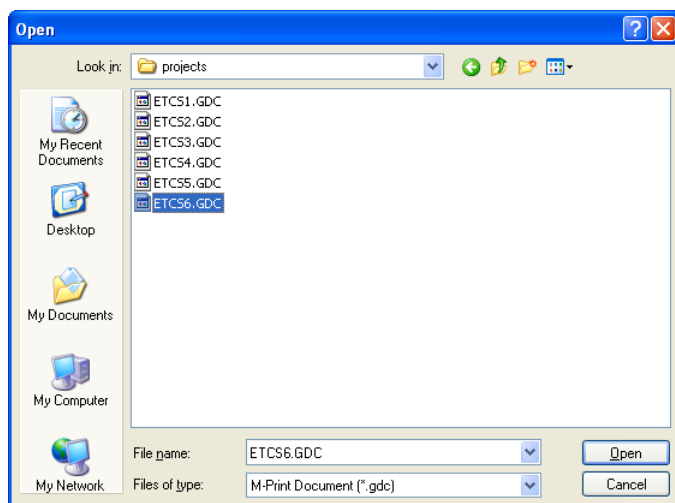 Open
Look in:
projects
ETCS1.GDC
ETCS2.GDC
ETCS3.GDC
ETCS4.GDC
ETCS5.GDC
ETCS6.GDC
My Recent
Documents
Desktop
My Documents
My Computer
My Network
File name:
ETCS6.GDC
Open
Files of type:
M-Print Document (*.gdc)
Cancel